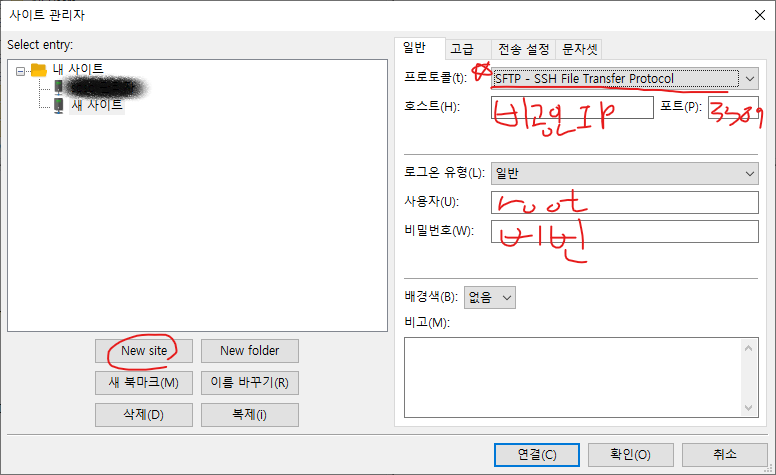 사이트 관리자
Select entry:
내 사이트
새 사이트
New site
New folder
새 북마크(M)
이름 바꾸기(R)
삭제(D)
복제(i)
일반
고급
전송 설정
문자셋
프로토콜(t):
SFTP - SSH File Transfer Protocol
호스트(H):
비공인 IP
포트(P):
3389
로그온 유형(L):
일반
사용자(U):
root
비밀번호(W):
비번
배경색(B):
없음
비고(M):
연결(C)
확인(O)
취소